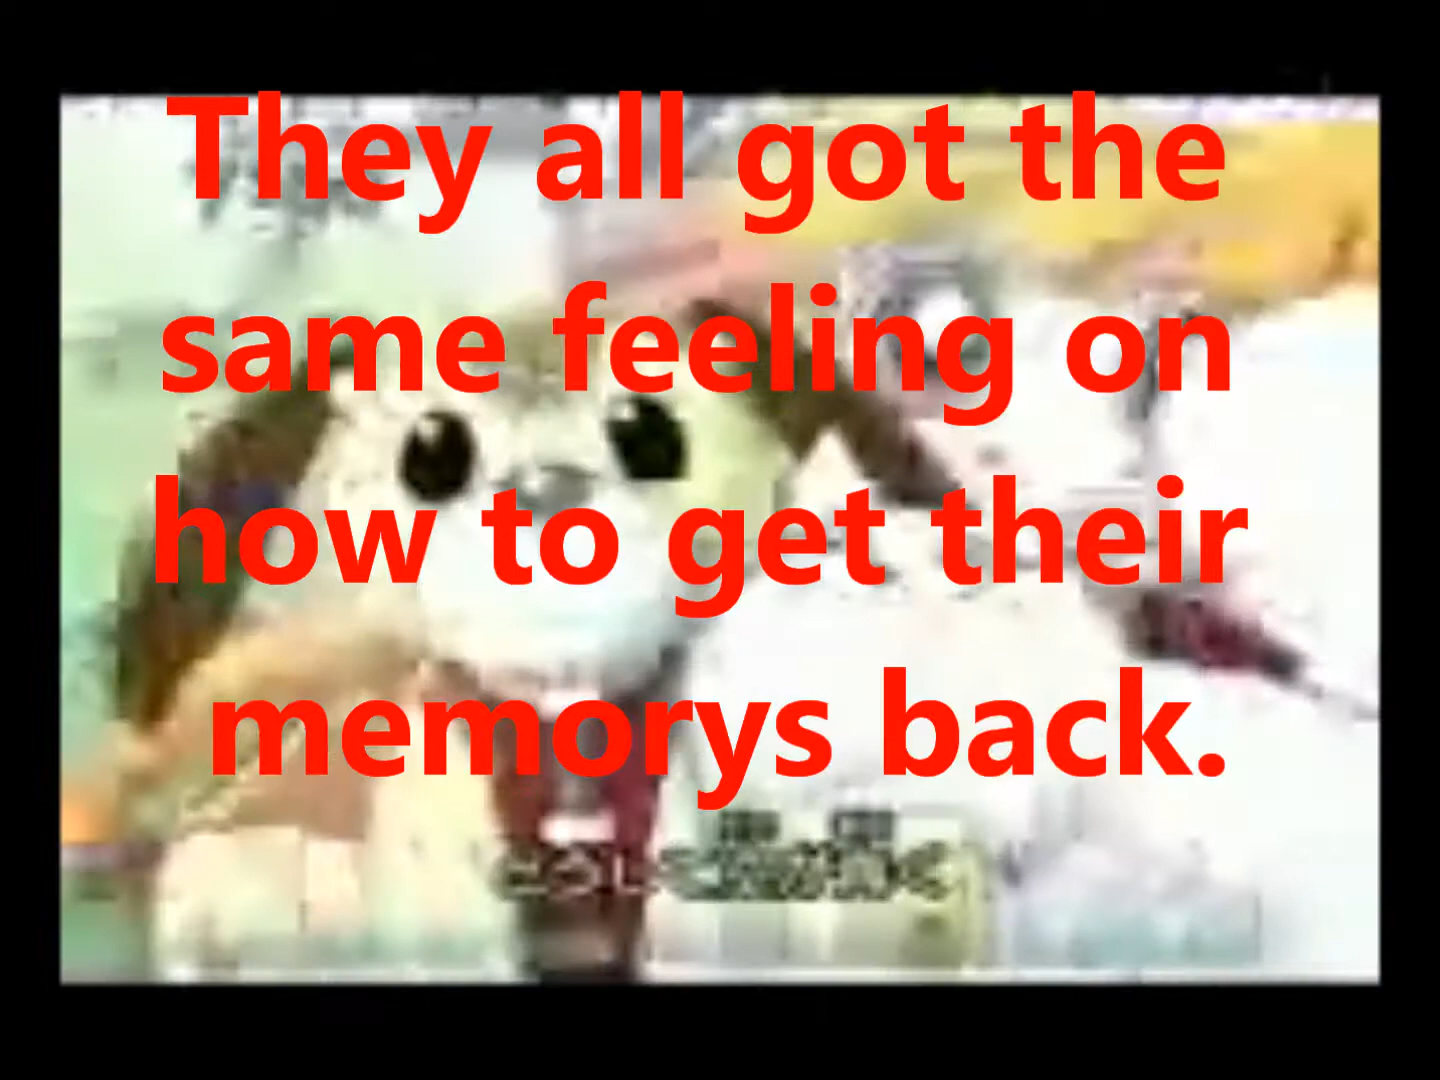 They all got the
same feeling on
how to get their
memorys back.